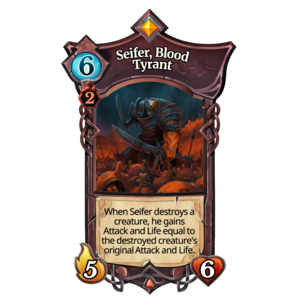 Seifer, Blood
Tyrant
6
2
When Seifer destroys a
creature, he gains
Attack and Life equal to
the destroyed creature's
original Attack and Life.
5
6